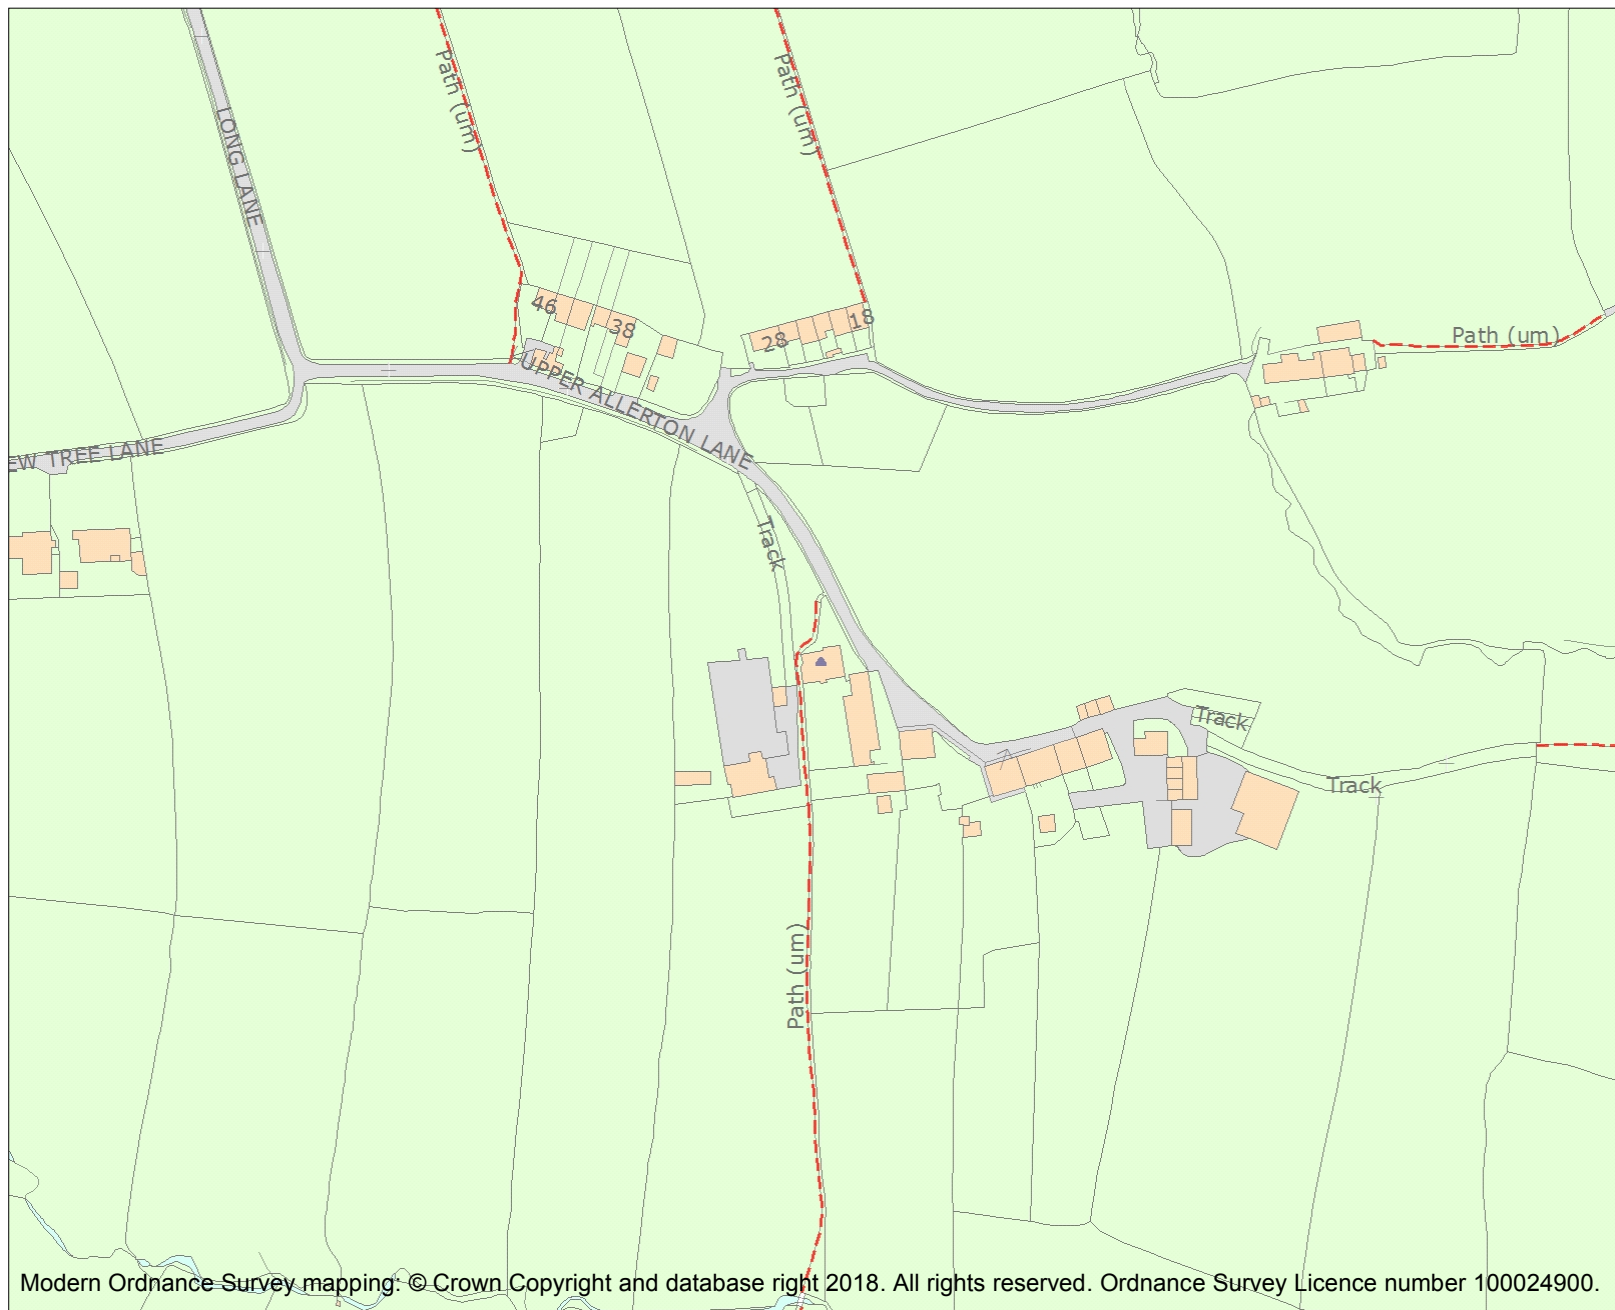 Path (um)
Path (um)
LONG LANE
46
38
28
18
Path (um)
UPPER ALLERTON LANE
EW TREE LANE
Track
Track
Track
Path (um)
Modern Ordnance Survey mapping: © Crown Copyright and database right 2018. All rights reserved. Ordnance Survey Licence number 100024900.